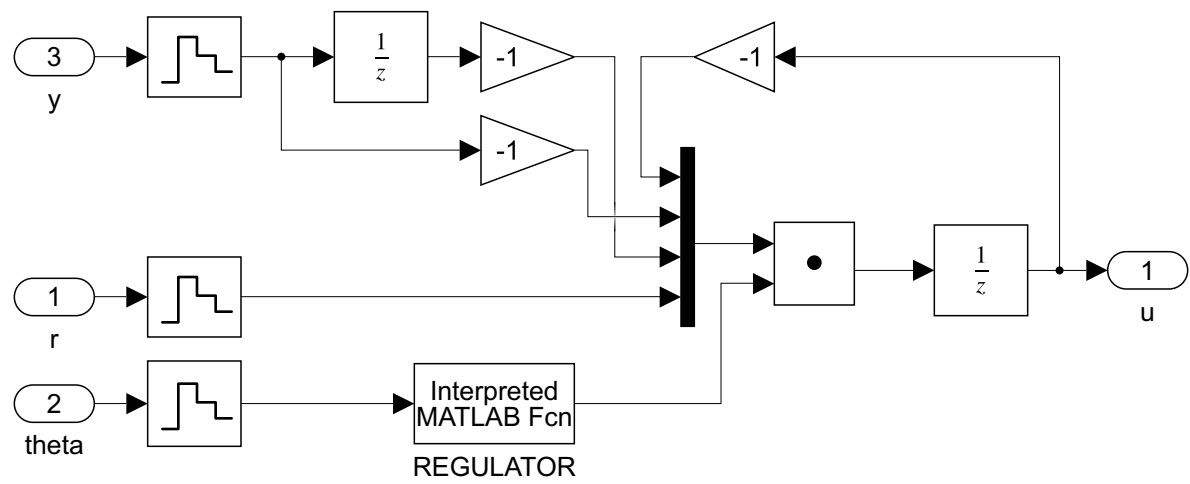 3
y
1
z
-1
-1
-1
1
r
2
theta
Interpreted
MATLAB Fcn
REGULATOR
1
z
1
u